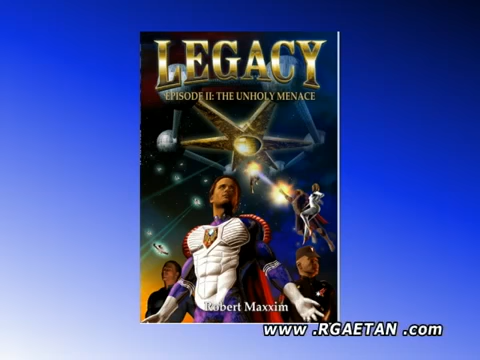 LEGACY
EPISODE II: THE UNHOLY MENACE
Robert Maxxim
www .RGAETAN .com